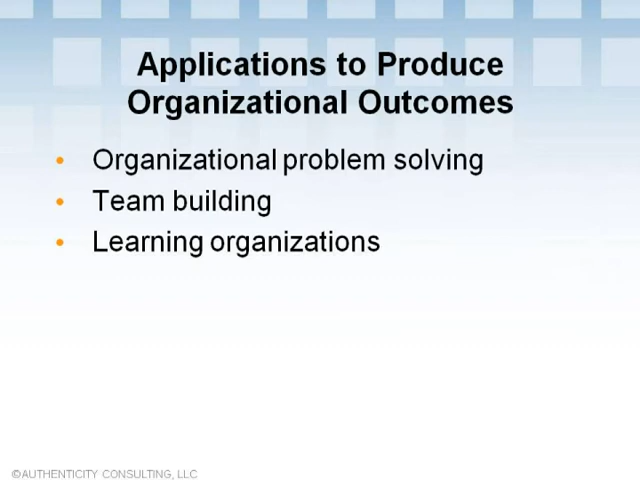 Applications to Produce
Organizational Outcomes
• Organizational problem solving
• Team building
• Learning organizations
©AUTHENTICITY CONSULTING, LLC